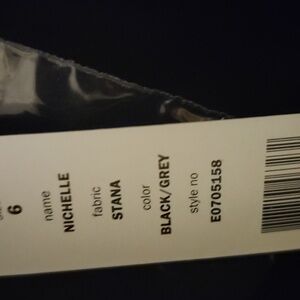 6
name
NICHELLE
fabric
STANA
color
BLACK/GREY
style no
E0705158